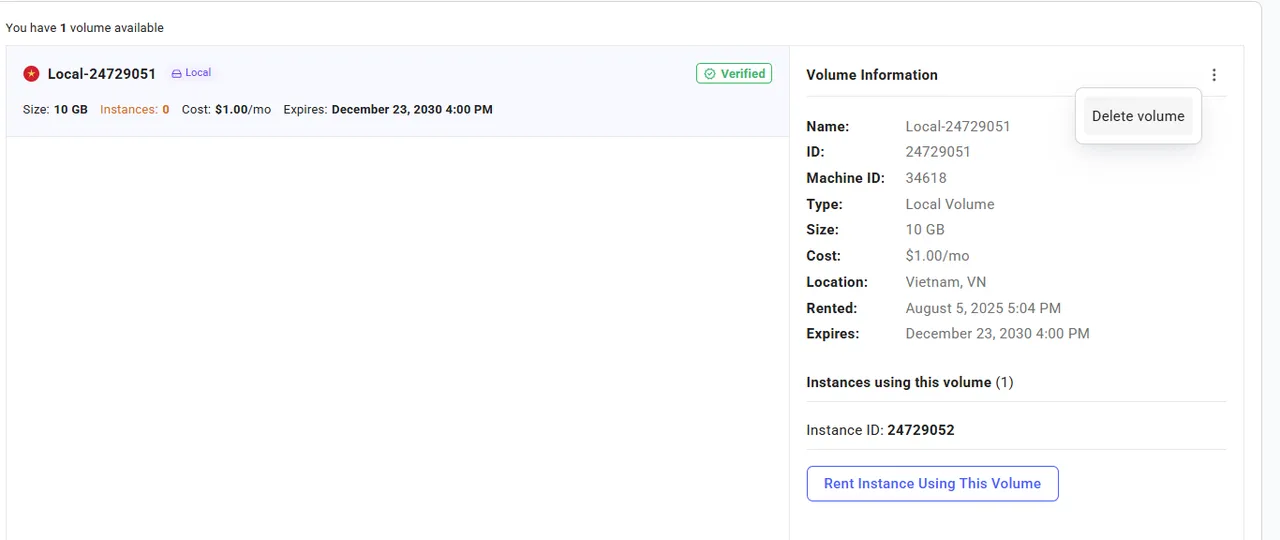 You have 1 volume available
Local-24729051 Local Verified
Size: 10 GB Instances: 0 Cost: $1.00/mo Expires: December 23, 2030 4:00 PM
Volume Information
Delete volume
Name: Local-24729051
ID: 24729051
Machine ID: 34618
Type: Local Volume
Size: 10 GB
Cost: $1.00/mo
Location: Vietnam, VN
Rented: August 5, 2025 5:04 PM
Expires: December 23, 2030 4:00 PM
Instances using this volume (1)
Instance ID: 24729052
Rent Instance Using This Volume